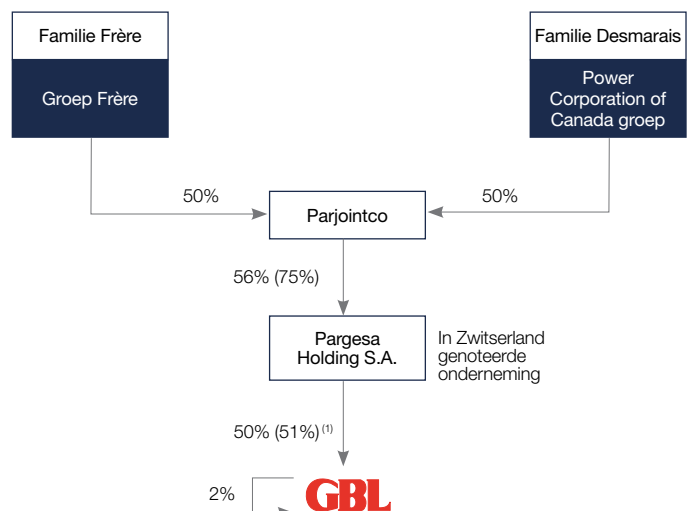 Familie Frère
Groep Frère
Familie Desmarais
Power
Corporation of
Canada groep
50%
50%
Parjointco
56% (75%)
Pargesa
Holding S.A.
In Zwitserland
genoteerde
onderneming
50% (51%) (1)
2%
GBL